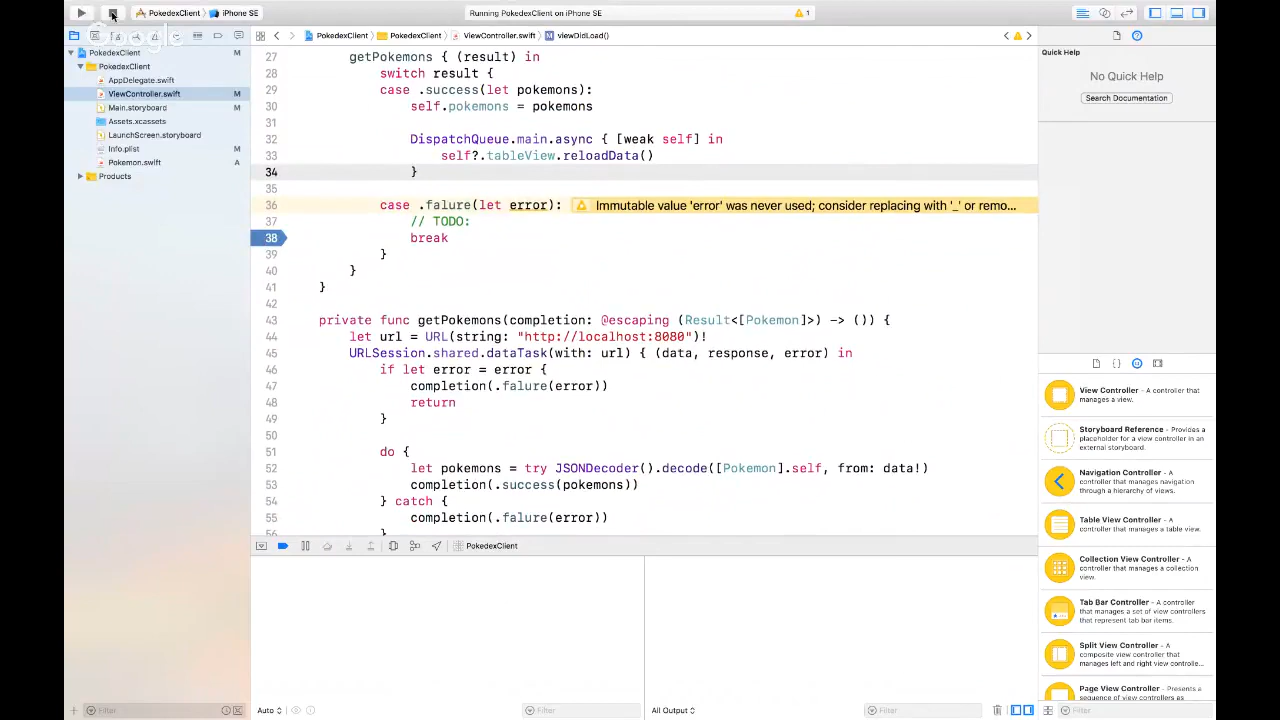 PokedexClient
iPhone SE
Running PokedexClient on iPhone SE
1
Google
PokedexClient
PokedexClient
ViewController.swift
viewDidLoad()
PokedexClient M
PokedexClient
AppDelegate.swift
ViewController.swift M
Main.storyboard M
Assets.xcassets
LaunchScreen.storyboard
Info.plist M
Pokemon.swift A
Products
27 getPokemons { (result) in
28 switch result {
29 case .success(let pokemons):
30 self.pokemons = pokemons
31
32 DispatchQueue.main.async { [weak self] in
33 self?.tableView.reloadData()
34 }
35
36 case .falure(let error): Immutable value 'error' was never used; consider replacing with '_' or remo...
37 // TODO:
38 break
39 }
40 }
41 }
42
43 private func getPokemons(completion: @escaping (Result<[Pokemon]>) -> ()) {
44 let url = URL(string: "http://localhost:8080")!
45 URLSession.shared.dataTask(with: url) { (data, response, error) in
46 if let error = error {
47 completion(.falure(error))
48 return
49 }
50
51 do {
52 let pokemons = try JSONDecoder().decode([Pokemon].self, from: data!)
53 completion(.success(pokemons))
54 } catch {
55 completion(.falure(error))
56 }
PokedexClient
Auto
Filter
All Output
Filter
Filter
Quick Help
No Quick Help
Search Documentation
View Controller - A controller that
manages a view.
Storyboard Reference - Provides a
placeholder for a view controller in an
external storyboard.
Navigation Controller - A
controller that manages navigation
through a hierarchy of views.
Table View Controller - A
controller that manages a table view.
Collection View Controller - A
controller that manages a collection
view.
Tab Bar Controller - A controller
that manages a set of view controllers
that represent tab bar items.
Split View Controller - A
composite view controller that
manages left and right view controlle...
Page View Controller - Presents a
sequence of view controllers as
Filter